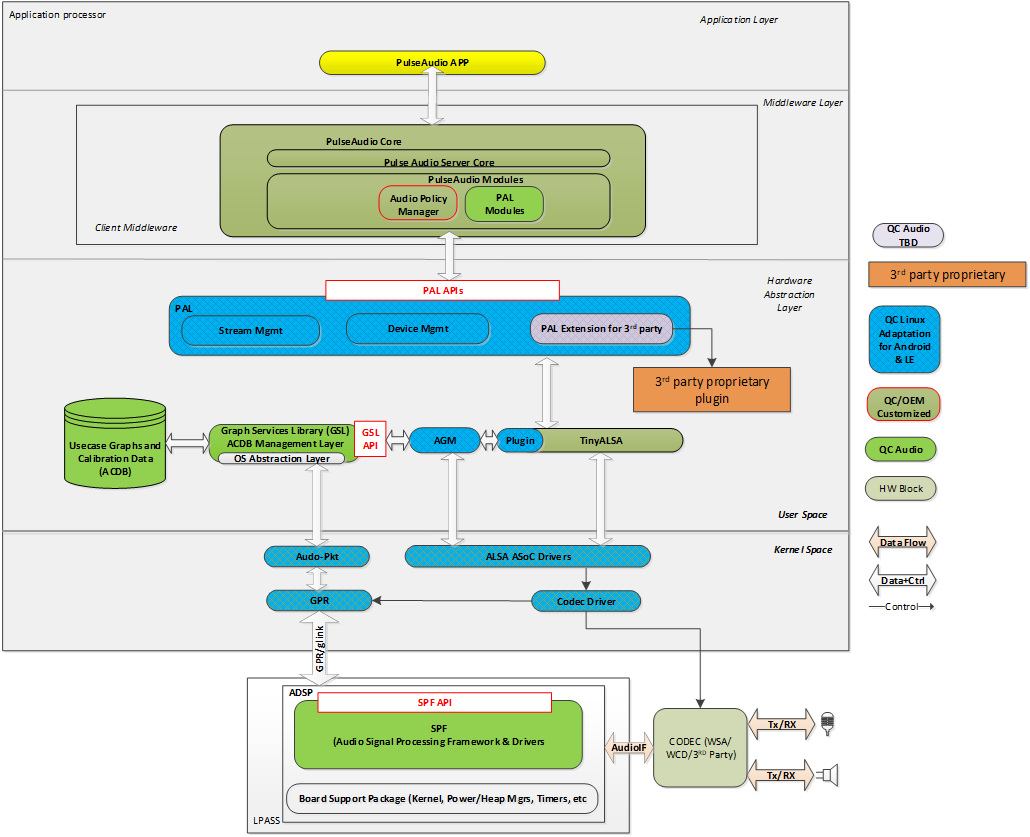 Application processor
Application Layer
PulseAudio APP
Middleware Layer
PulseAudio Core
Pulse Audio Server Core
PulseAudio Modules
Audio Policy
Manager
PAL
Modules
Client Middleware
Hardware
Abstraction
Layer
PAL APIs
PAL
Stream Mgmt
Device Mgmt
PAL Extension for 3rd party
3rd party proprietary
plugin
Usecase Graphs and
Calibration Data
(ACDB)
Graph Services Library (GSL)
ACDB Management Layer
OS Abstraction Layer
GSL
API
AGM
Plugin
TinyALSA
User Space
Kernel Space
Audo-Pkt
ALSA ASoC Drivers
GPR
Codec Driver
GPR/glink
ADSP
SPF API
SPF
(Audio Signal Processing Framework & Drivers
Board Support Package (Kernel, Power/Heap Mgrs, Timers, etc
LPASS
AudioIF
CODEC (WSA/
WCD/3RD Party)
Tx/RX
Tx/RX
QC Audio
TBD
3rd party proprietary
QC Linux
Adaptation
for Android
& LE
QC/OEM
Customized
QC Audio
HW Block
Data Flow
Data+Ctrl
Control